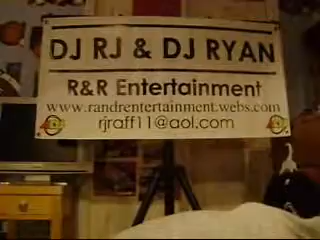 DJ RJ & DJ RYAN
R&R Entertainment
www.randrentertainment.webs.com
rjraff11@aol.com